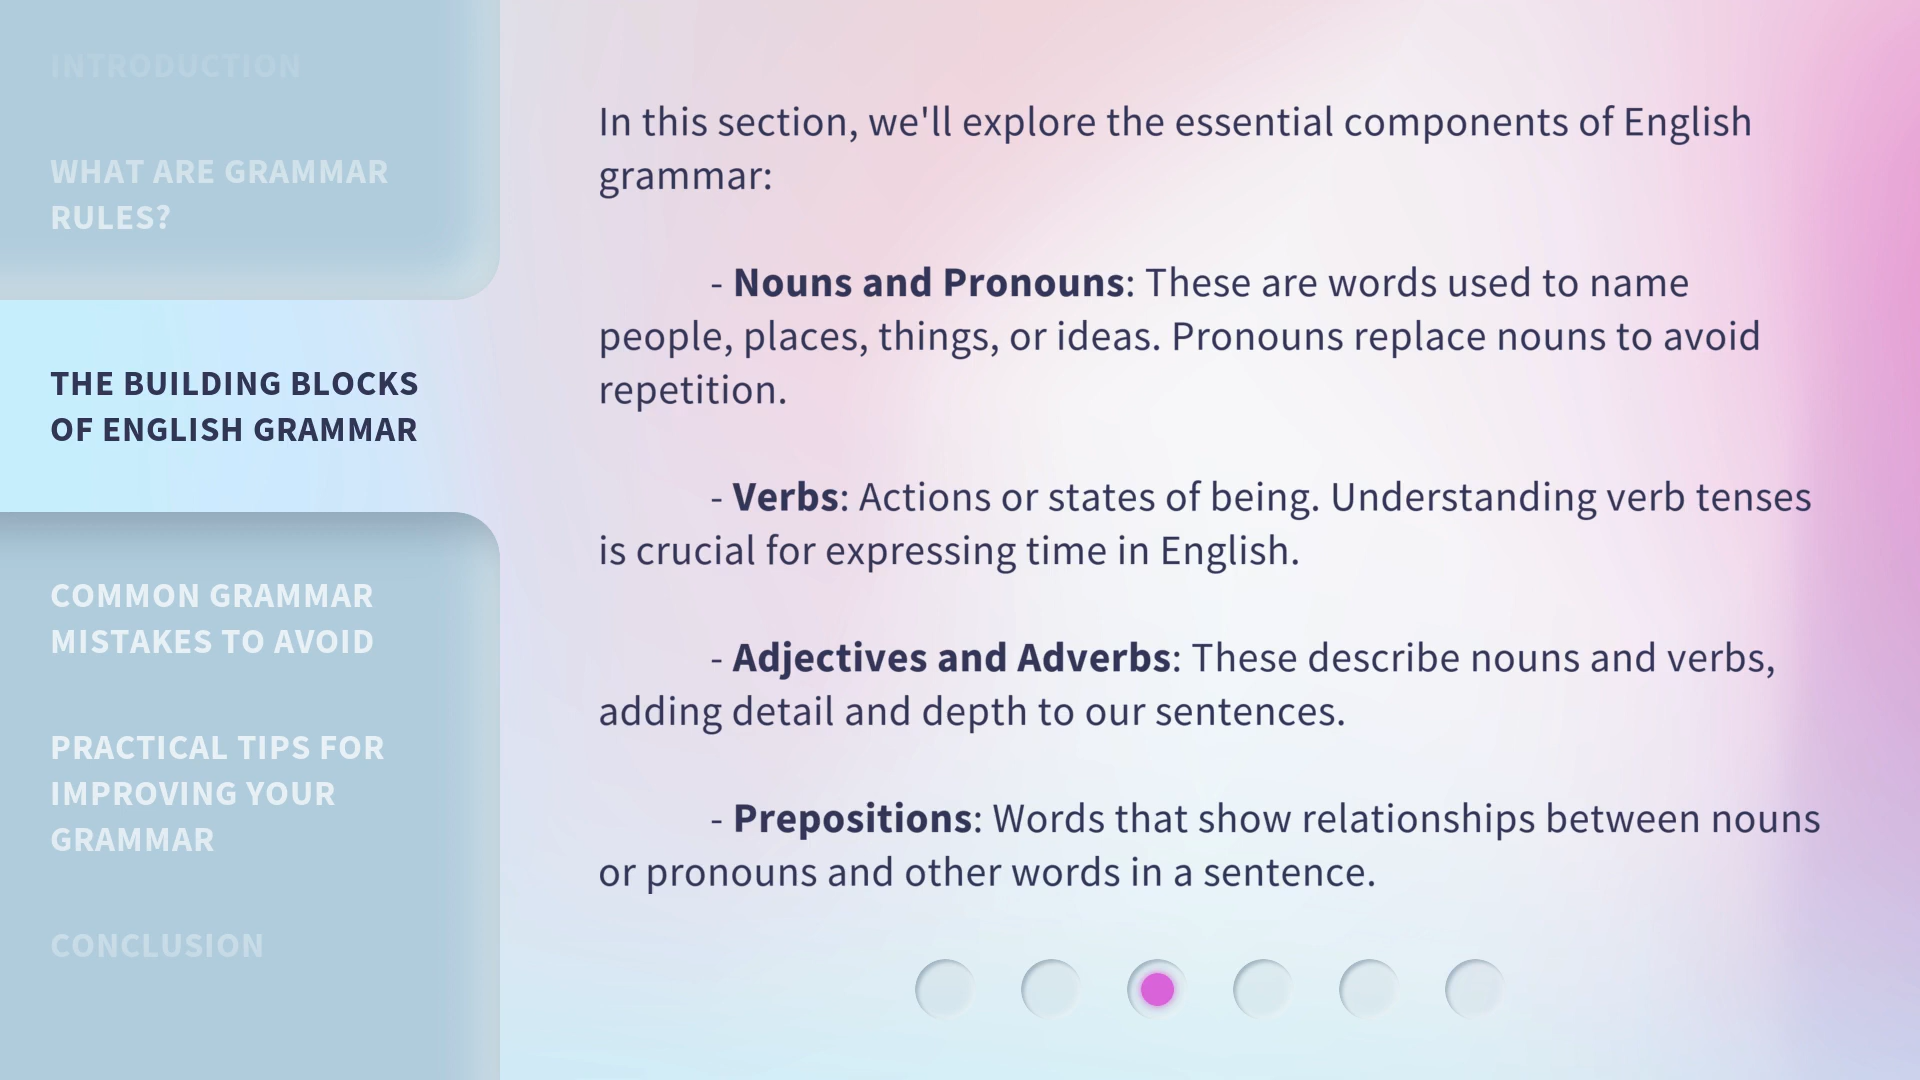 INTRODUCTION
WHAT ARE GRAMMAR
RULES?
THE BUILDING BLOCKS
OF ENGLISH GRAMMAR
COMMON GRAMMAR
MISTAKES TO AVOID
PRACTICAL TIPS FOR
IMPROVING YOUR
GRAMMAR
CONCLUSION
In this section, we'll explore the essential components of English
grammar:
- Nouns and Pronouns: These are words used to name
people, places, things, or ideas. Pronouns replace nouns to avoid
repetition.
- Verbs: Actions or states of being. Understanding verb tenses
is crucial for expressing time in English.
- Adjectives and Adverbs: These describe nouns and verbs,
adding detail and depth to our sentences.
- Prepositions: Words that show relationships between nouns
or pronouns and other words in a sentence.